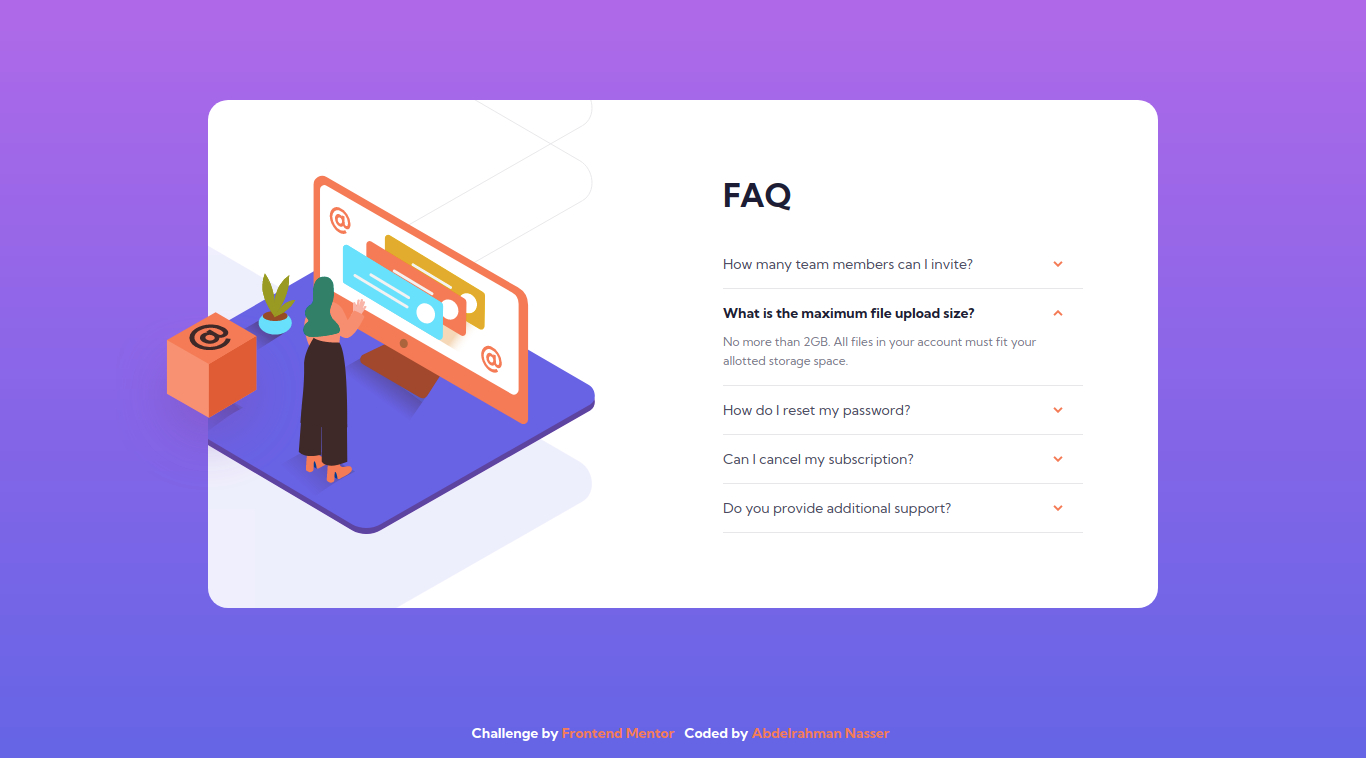 FAQ
How many team members can I invite?
What is the maximum file upload size?
No more than 2GB. All files in your account must fit your
allotted storage space.
How do I reset my password?
Can I cancel my subscription?
Do you provide additional support?
Challenge by Frontend Mentor Coded by Abdelrahman Nasser